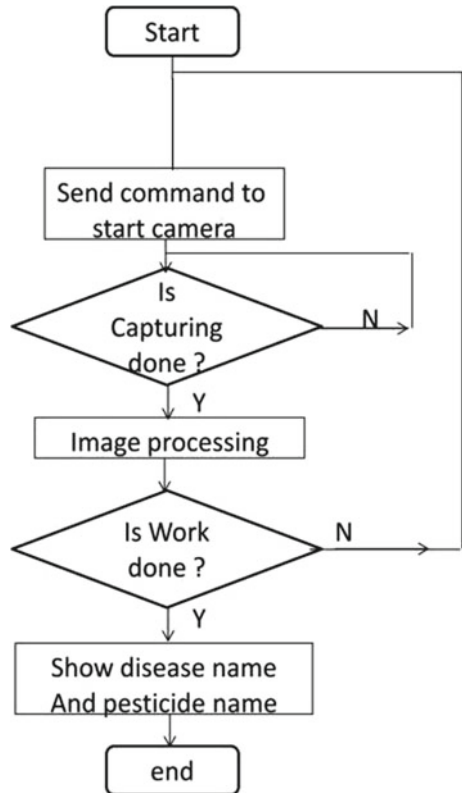 Start
Send command to
start camera
Is
Capturing
done ?
N
Y
Image processing
Is Work
done ?
N
Y
Show disease name
And pesticide name
end